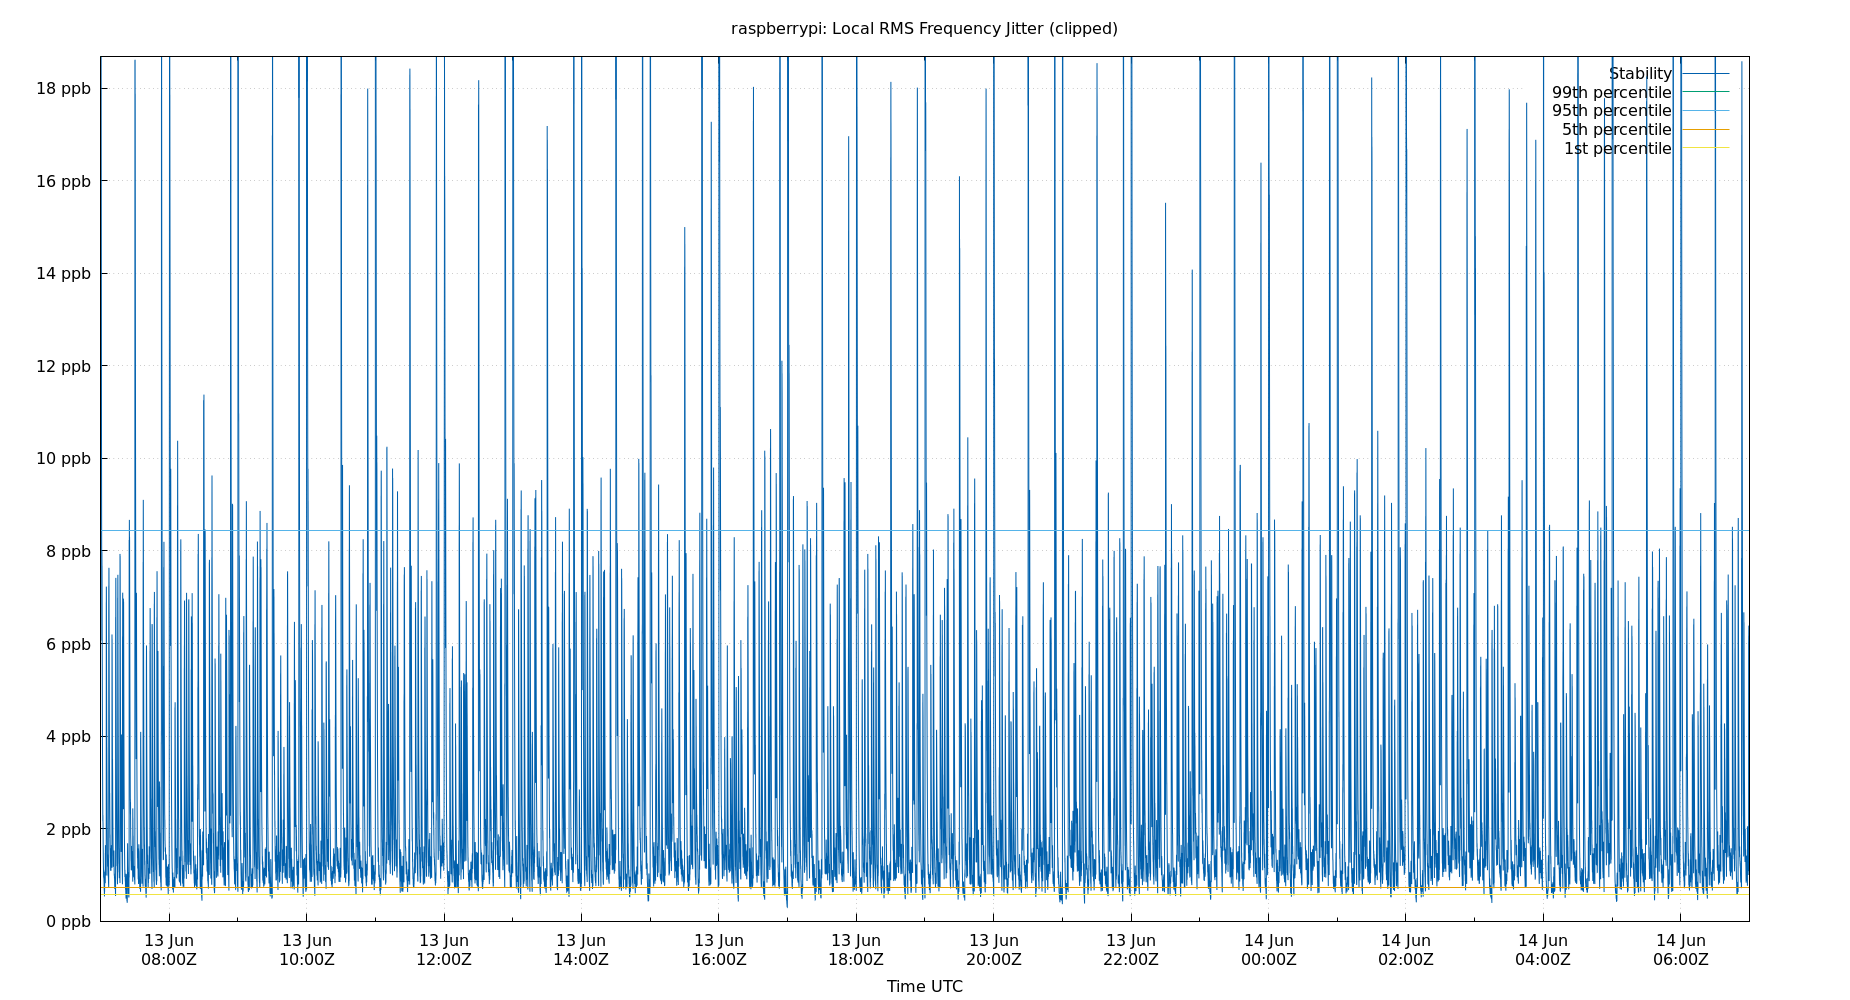 raspberrypi: Local RMS Frequency Jitter (clipped)
Stability
99th percentile
95th percentile
5th percentile
1st percentile
18 ppb
16 ppb
14 ppb
12 ppb
10 ppb
8 ppb
6 ppb
4 ppb
2 ppb
0 ppb
13 Jun 13 Jun 13 Jun 13 Jun 13 Jun 13 Jun 13 Jun 13 Jun 14 Jun 14 Jun 14 Jun 14 Jun
08:00Z 10:00Z 12:00Z 14:00Z 16:00Z 18:00Z 20:00Z 22:00Z 00:00Z 02:00Z 04:00Z 06:00Z
Time UTC